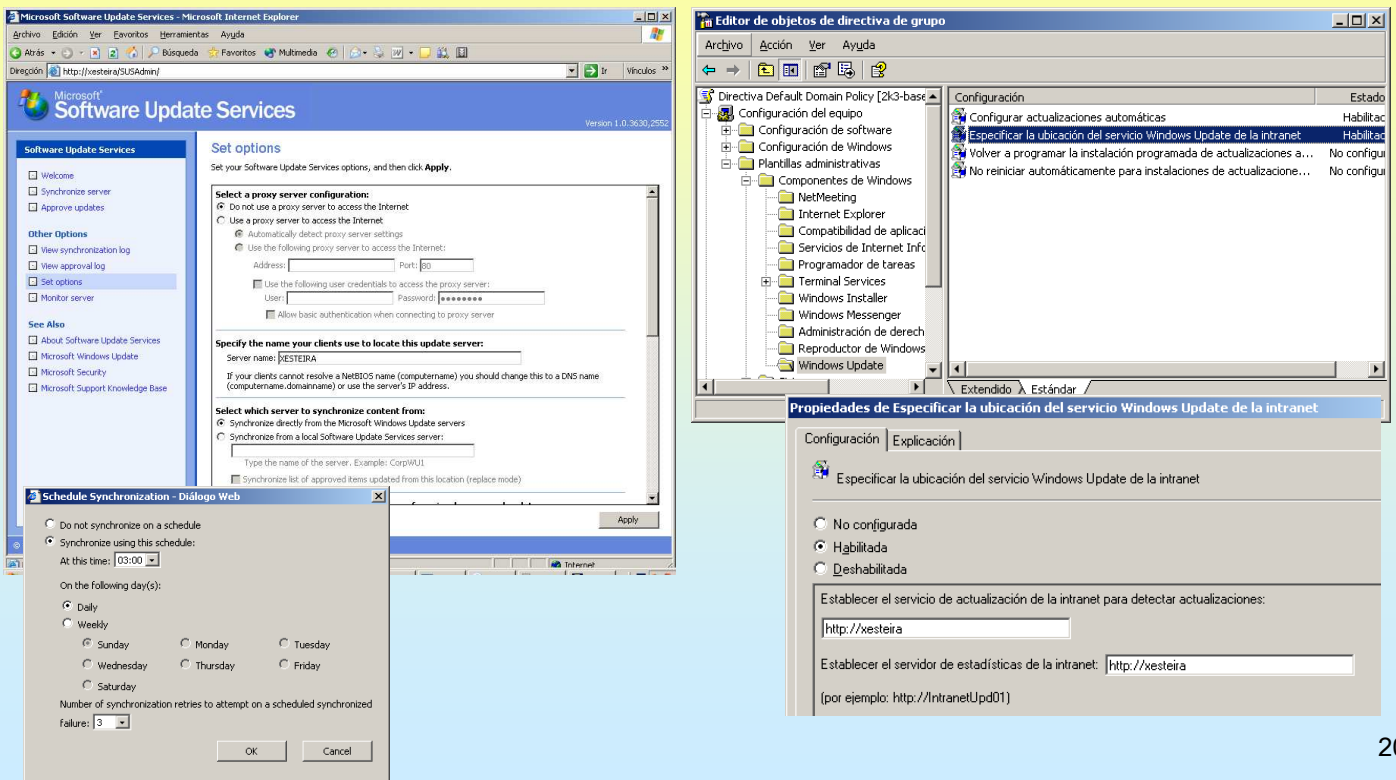 Microsoft Software Update Services - Microsoft Internet Explorer
Archivo Edición Ver Favoritos Herramientas Ayuda
Atrás Búsqueda Favoritos Multimedia
Dirección http://xesteira/SUSAdmin/ Ir Vínculos »
Microsoft
Software Update Services
Version 1.0.3630,2552
Software Update Services
Welcome
Synchronize server
Approve updates
Other Options
View synchronization log
View approval log
Set options
Monitor server
See Also
About Software Update Services
Microsoft Windows Update
Microsoft Security
Microsoft Support Knowledge Base
Set options
Set your Software Update Services options, and then click Apply.
Select a proxy server configuration:
Do not use a proxy server to access the Internet
Use a proxy server to access the Internet
Automatically detect proxy server settings
Use the following proxy server to access the Internet:
Address: Port: 80
Use the following user credentials to access the proxy server:
User: Password: ●●●●●●●●
Allow basic authentication when connecting to proxy server
Specify the name your clients use to locate this update server:
Server name: XESTEIRA
If your clients cannot resolve a NetBIOS name (computername) you should change this to a DNS name
(computername.domainname) or use the server's IP address.
Select which server to synchronize content from:
Synchronize directly from the Microsoft Windows Update servers
Synchronize from a local Software Update Services server:
Type the name of the server. Example: CorpWU1
Synchronize list of approved items updated from this location (replace mode)
Apply
Internet
Schedule Synchronization - Diálogo Web
Do not synchronize on a schedule
Synchronize using this schedule:
At this time: 03:00
On the following day(s):
Daily
Weekly
Sunday Monday Tuesday
Wednesday Thursday Friday
Saturday
Number of synchronization retries to attempt on a scheduled synchronized
failure: 3
OK Cancel
Editor de objetos de directiva de grupo
Archivo Acción Ver Ayuda
Directiva Default Domain Policy [2k3-base
Configuración del equipo
Configuración de software
Configuración de Windows
Plantillas administrativas
Componentes de Windows
NetMeeting
Internet Explorer
Compatibilidad de aplicaci
Servicios de Internet Info
Programador de tareas
Terminal Services
Windows Installer
Windows Messenger
Administración de derech
Reproductor de Windows
Windows Update
Configuración Estado
Configurar actualizaciones automáticas Habilitac
Especificar la ubicación del servicio Windows Update de la intranet Habilitac
Volver a programar la instalación programada de actualizaciones a... No configu
No reiniciar automáticamente para instalaciones de actualizacione... No configu
Extendido Estándar
Propiedades de Especificar la ubicación del servicio Windows Update de la intranet
Configuración Explicación
Especificar la ubicación del servicio Windows Update de la intranet
No configurada
Habilitada
Deshabilitada
Establecer el servicio de actualización de la intranet para detectar actualizaciones:
http://xesteira
Establecer el servidor de estadísticas de la intranet: http://xesteira
(por ejemplo: http://IntranetUpd01)